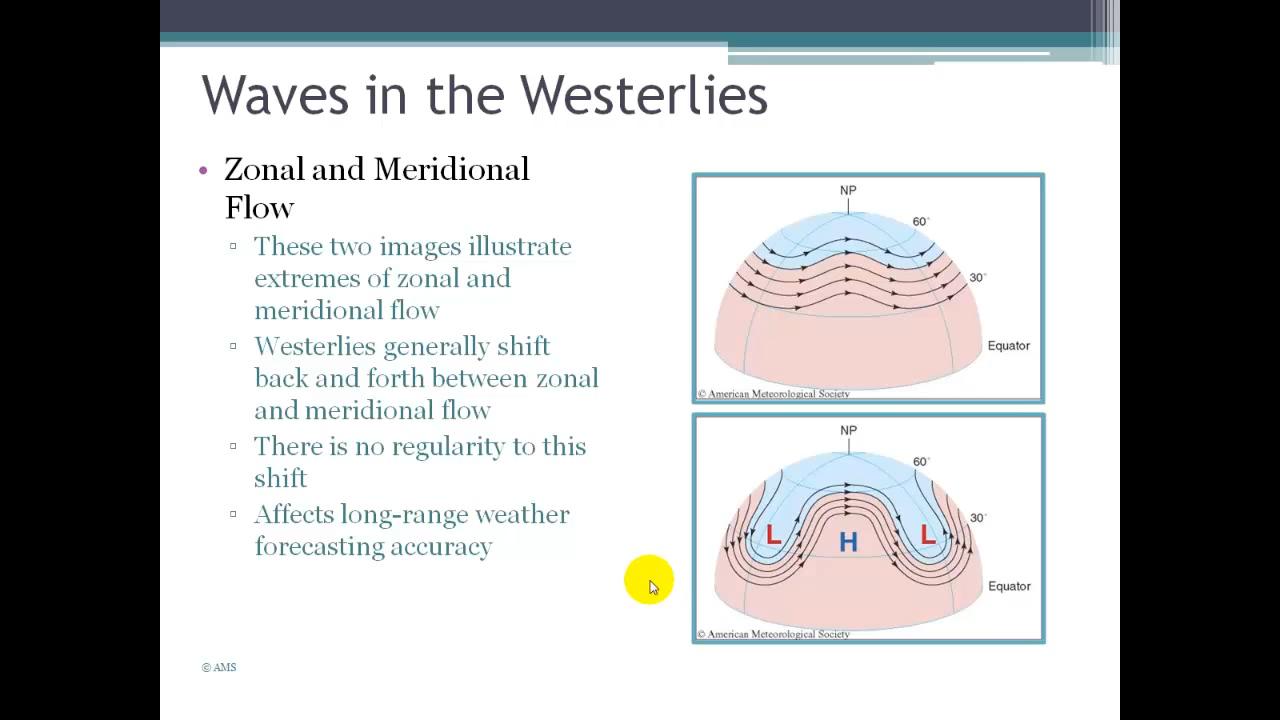 Waves in the Westerlies
• Zonal and Meridional
Flow
▫ These two images illustrate
extremes of zonal and
meridional flow
▫ Westerlies generally shift
back and forth between zonal
and meridional flow
▫ There is no regularity to this
shift
▫ Affects long-range weather
forecasting accuracy
© AMS
NP
60°
30°
Equator
© American Meteorological Society
NP
60°
30°
L
H
L
Equator
© American Meteorological Society